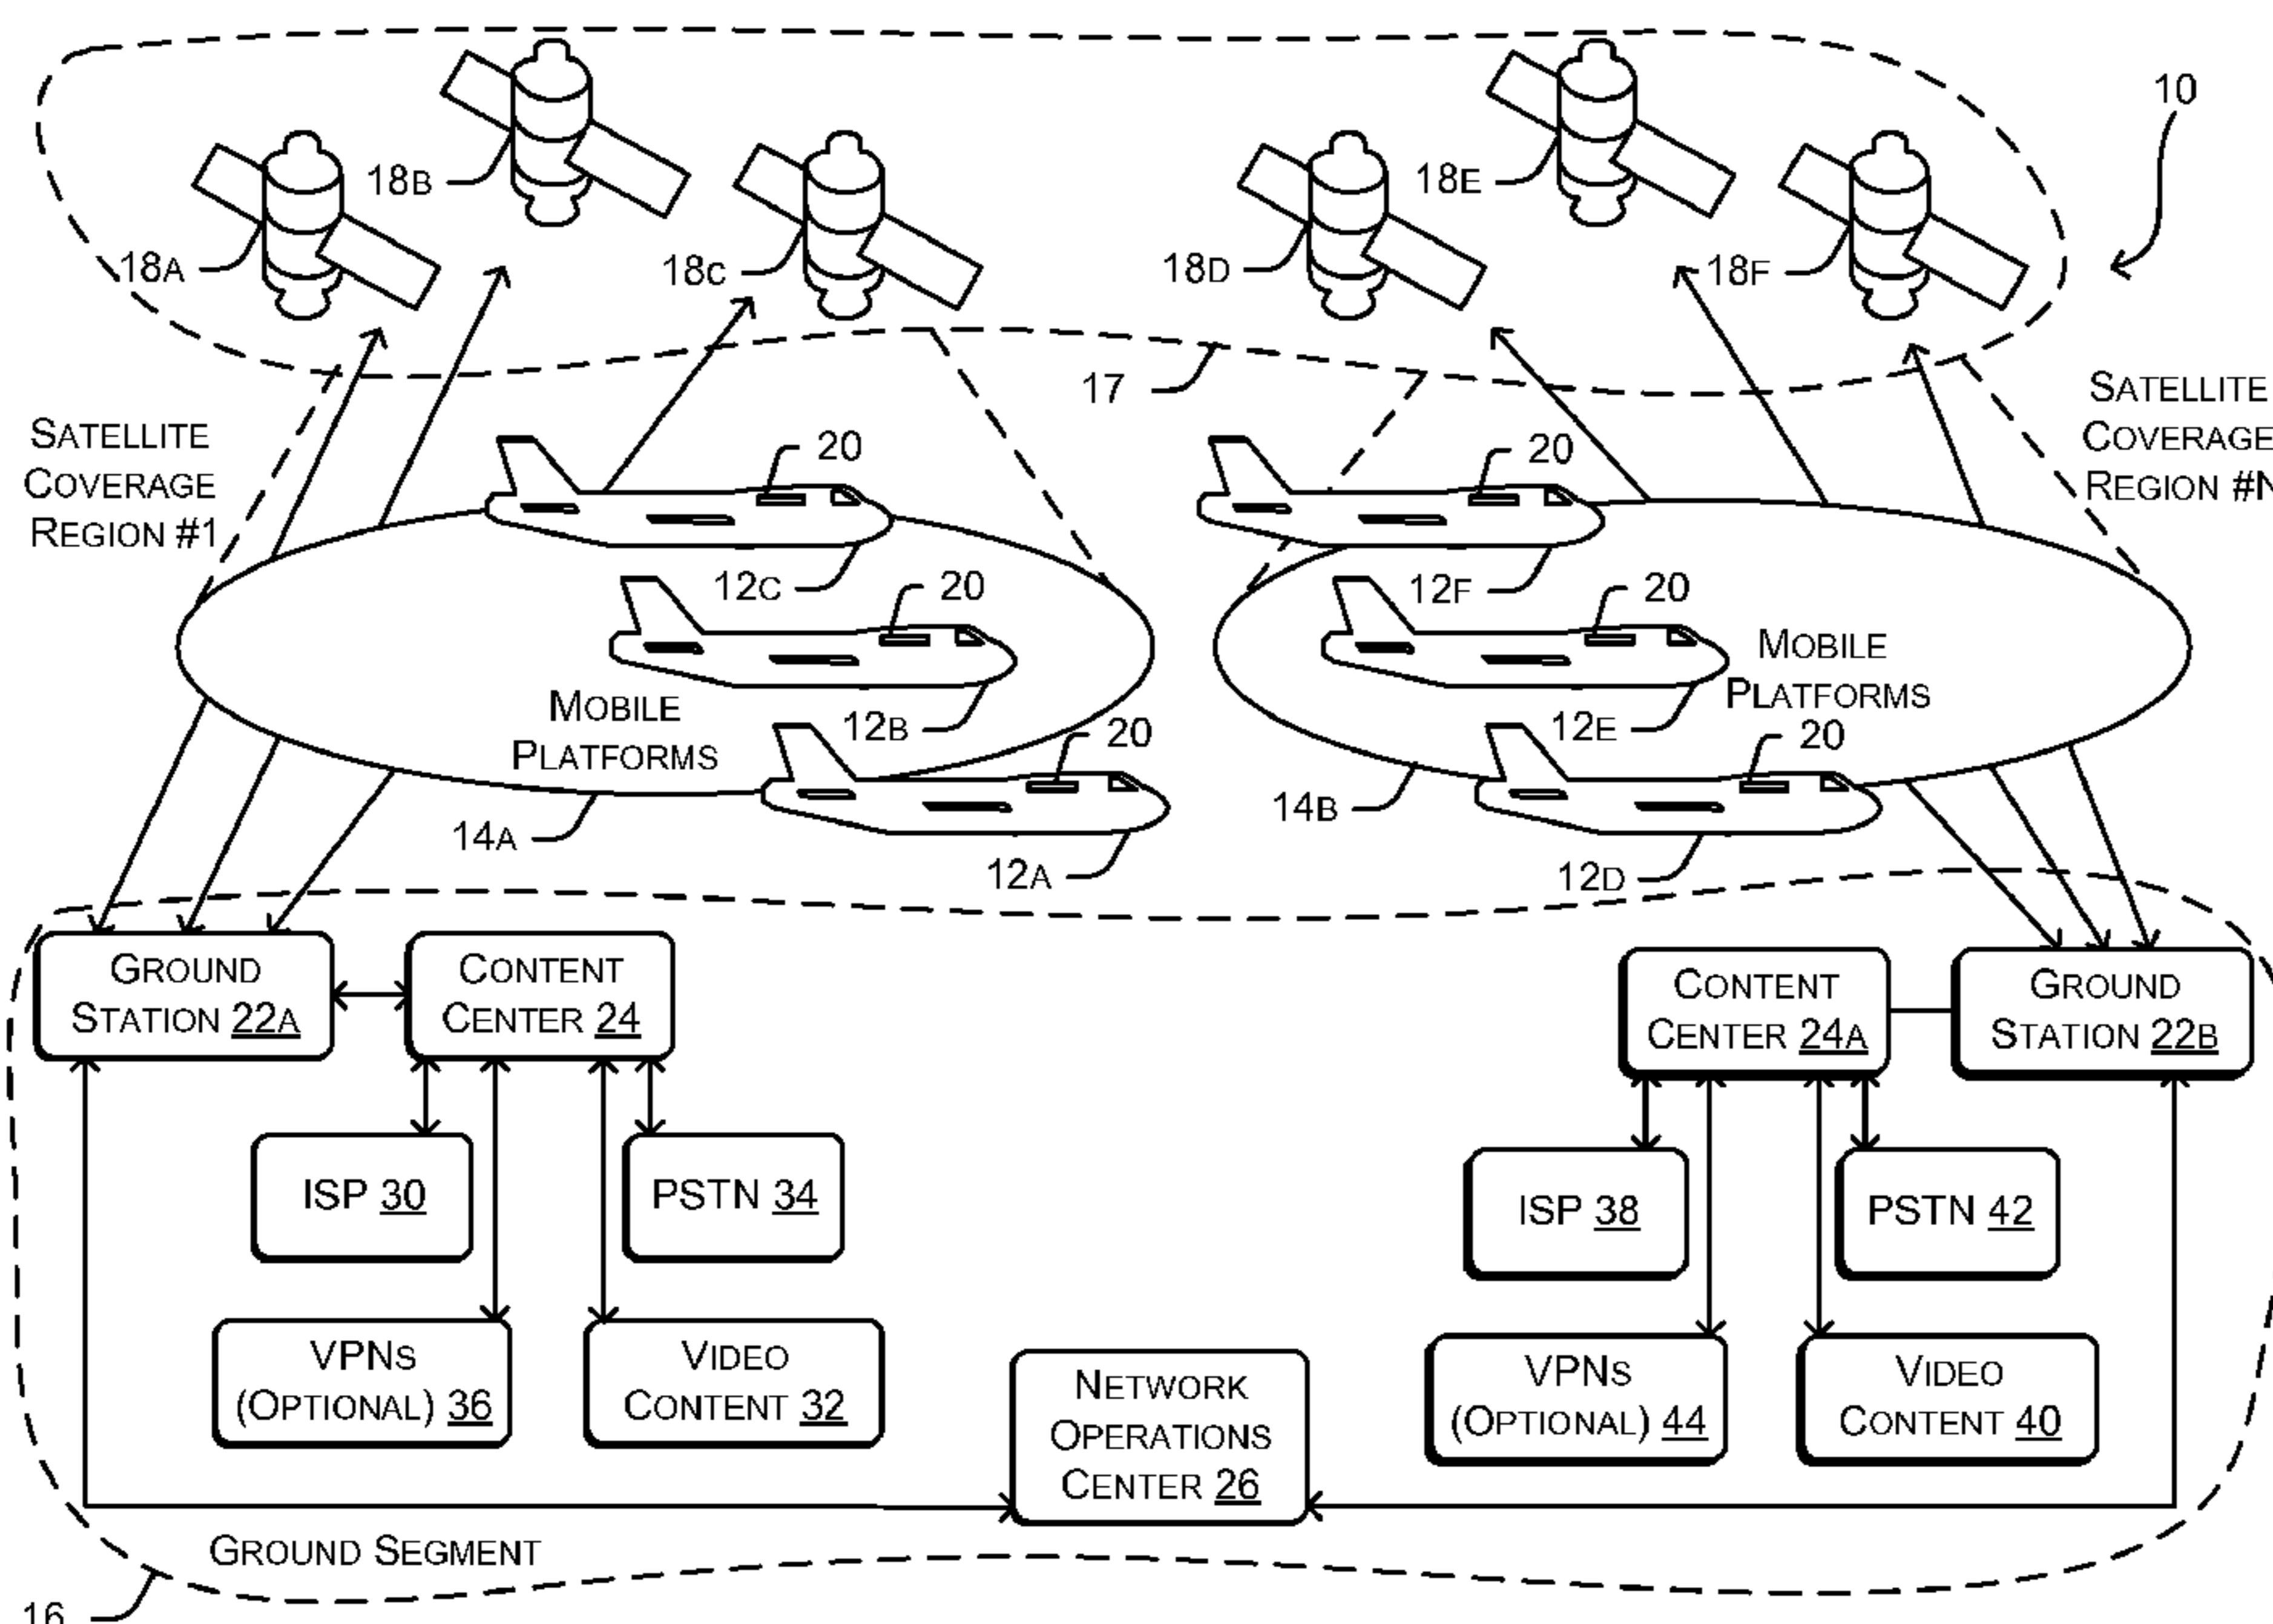 10
18B
18E
18A
18C
18D
18F
17
SATELLITE
COVERAGE
REGION #1
SATELLITE
COVERAGE
REGION #N
20
20
12C
12F
20
20
MOBILE
PLATFORMS
12B
MOBILE
PLATFORMS
12E
20
20
14A
14B
12A
12D
GROUND
STATION 22A
CONTENT
CENTER 24
CONTENT
CENTER 24A
GROUND
STATION 22B
ISP 30
PSTN 34
ISP 38
PSTN 42
VPNS
(OPTIONAL) 36
VIDEO
CONTENT 32
NETWORK
OPERATIONS
CENTER 26
VPNS
(OPTIONAL) 44
VIDEO
CONTENT 40
GROUND SEGMENT
16